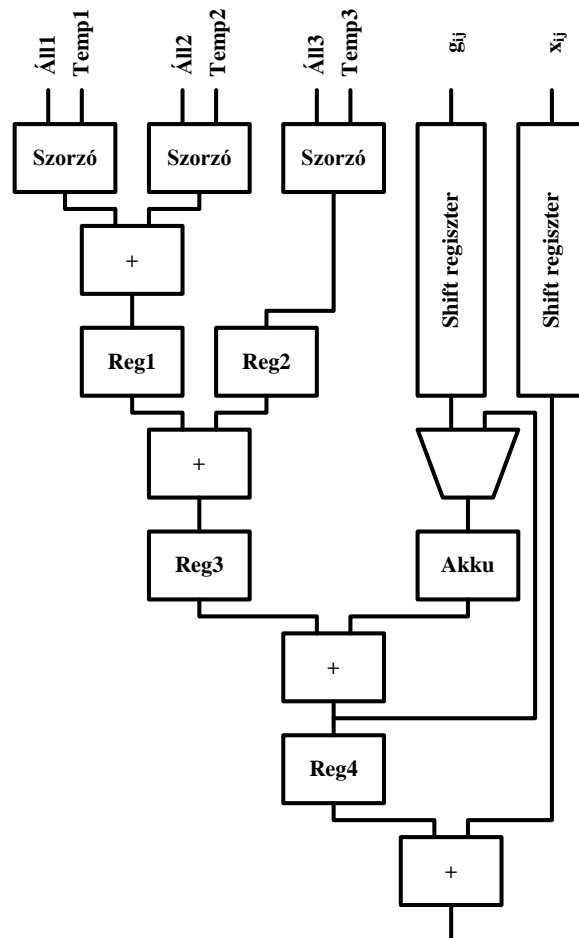 Áll1
Temp1
Áll2
Temp2
Áll3
Temp3
gij
xij
Szorzó
Szorzó
Szorzó
Shift regiszter
Shift regiszter
+
Reg1
Reg2
+
Reg3
Akku
+
Reg4
+